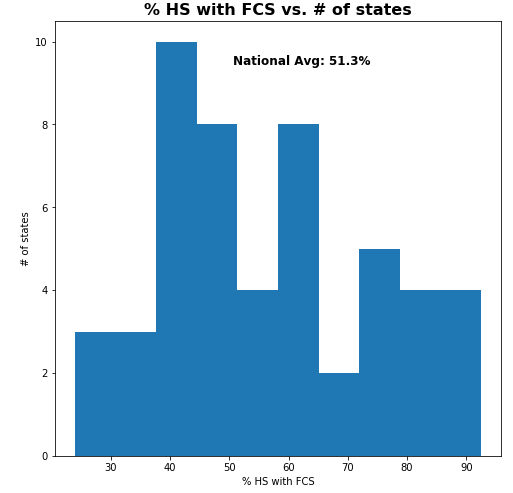 % HS with FCS vs. # of states
National Avg: 51.3%
10
8
6
4
2
0
# of states
30 40 50 60 70 80 90
% HS with FCS